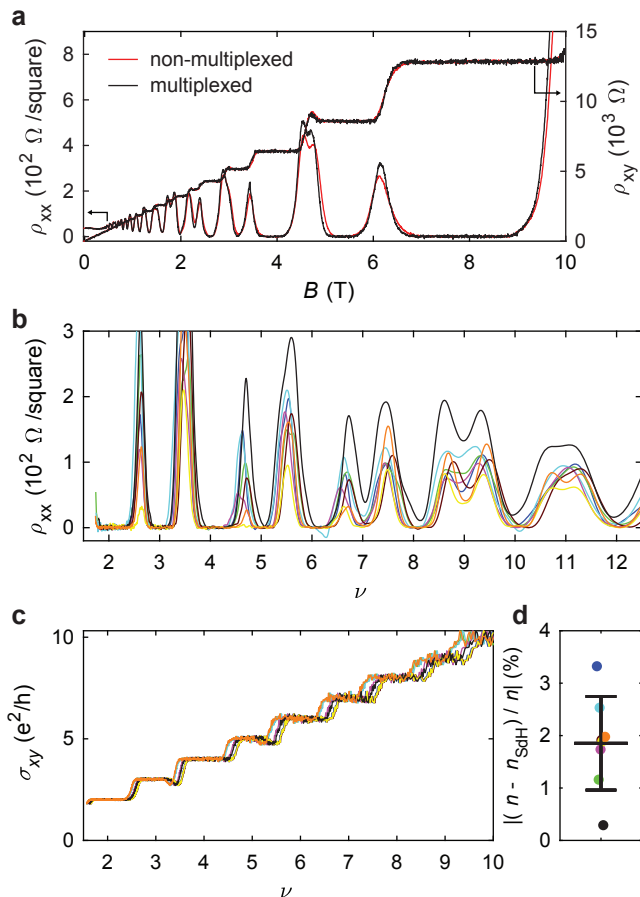 a
non-multiplexed
multiplexed
ρxx (10² Ω /square)
ρxy (10³ Ω)
8
6
4
2
0
15
10
5
0
0 2 4 6 8 10
B (T)
b
ρxx (10² Ω /square)
3
2
1
0
2 3 4 5 6 7 8 9 10 11 12
ν
c
σxy (e²/h)
10
5
0
2 3 4 5 6 7 8 9 10
ν
d
|( n - nSdH) / n| (%)
4
3
2
1
0